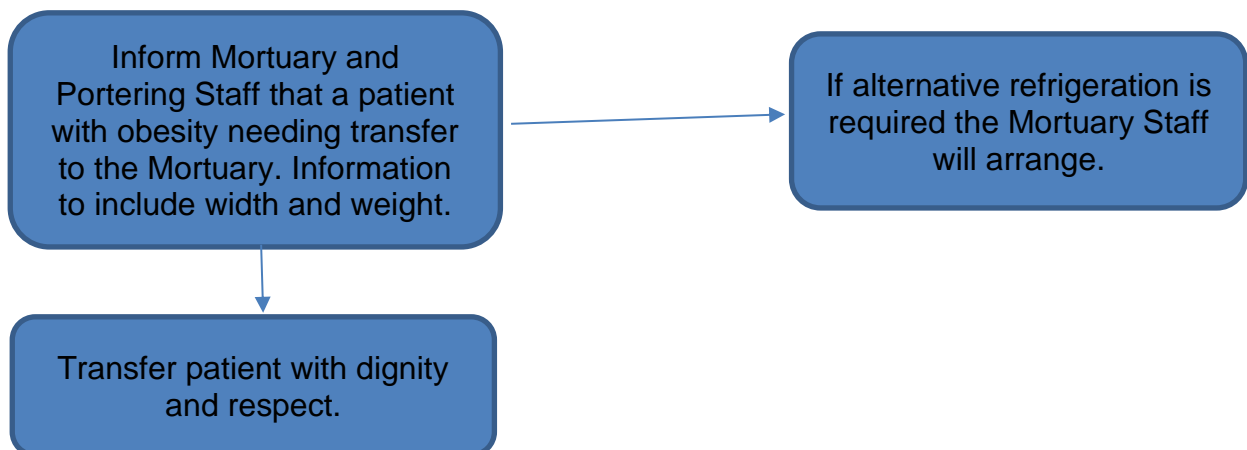 Inform Mortuary and
Portering Staff that a patient
with obesity needing transfer
to the Mortuary. Information
to include width and weight.
If alternative refrigeration is
required the Mortuary Staff
will arrange.
Transfer patient with dignity
and respect.